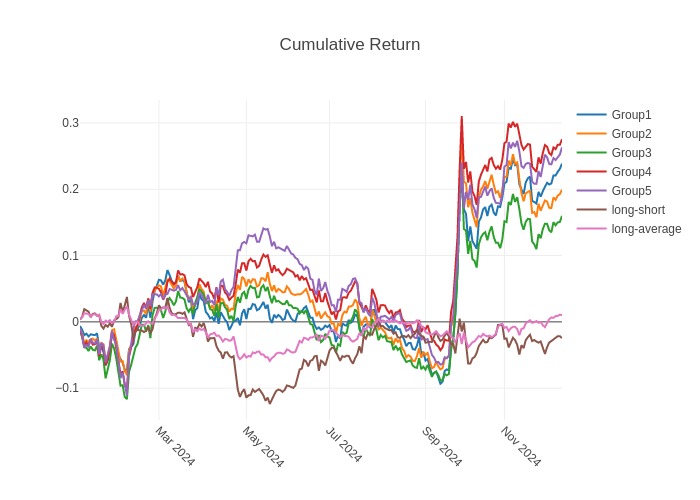 Cumulative Return
0.3
0.2
0.1
0
−0.1
Mar 2024
May 2024
Jul 2024
Sep 2024
Nov 2024
Group1
Group2
Group3
Group4
Group5
long-short
long-average